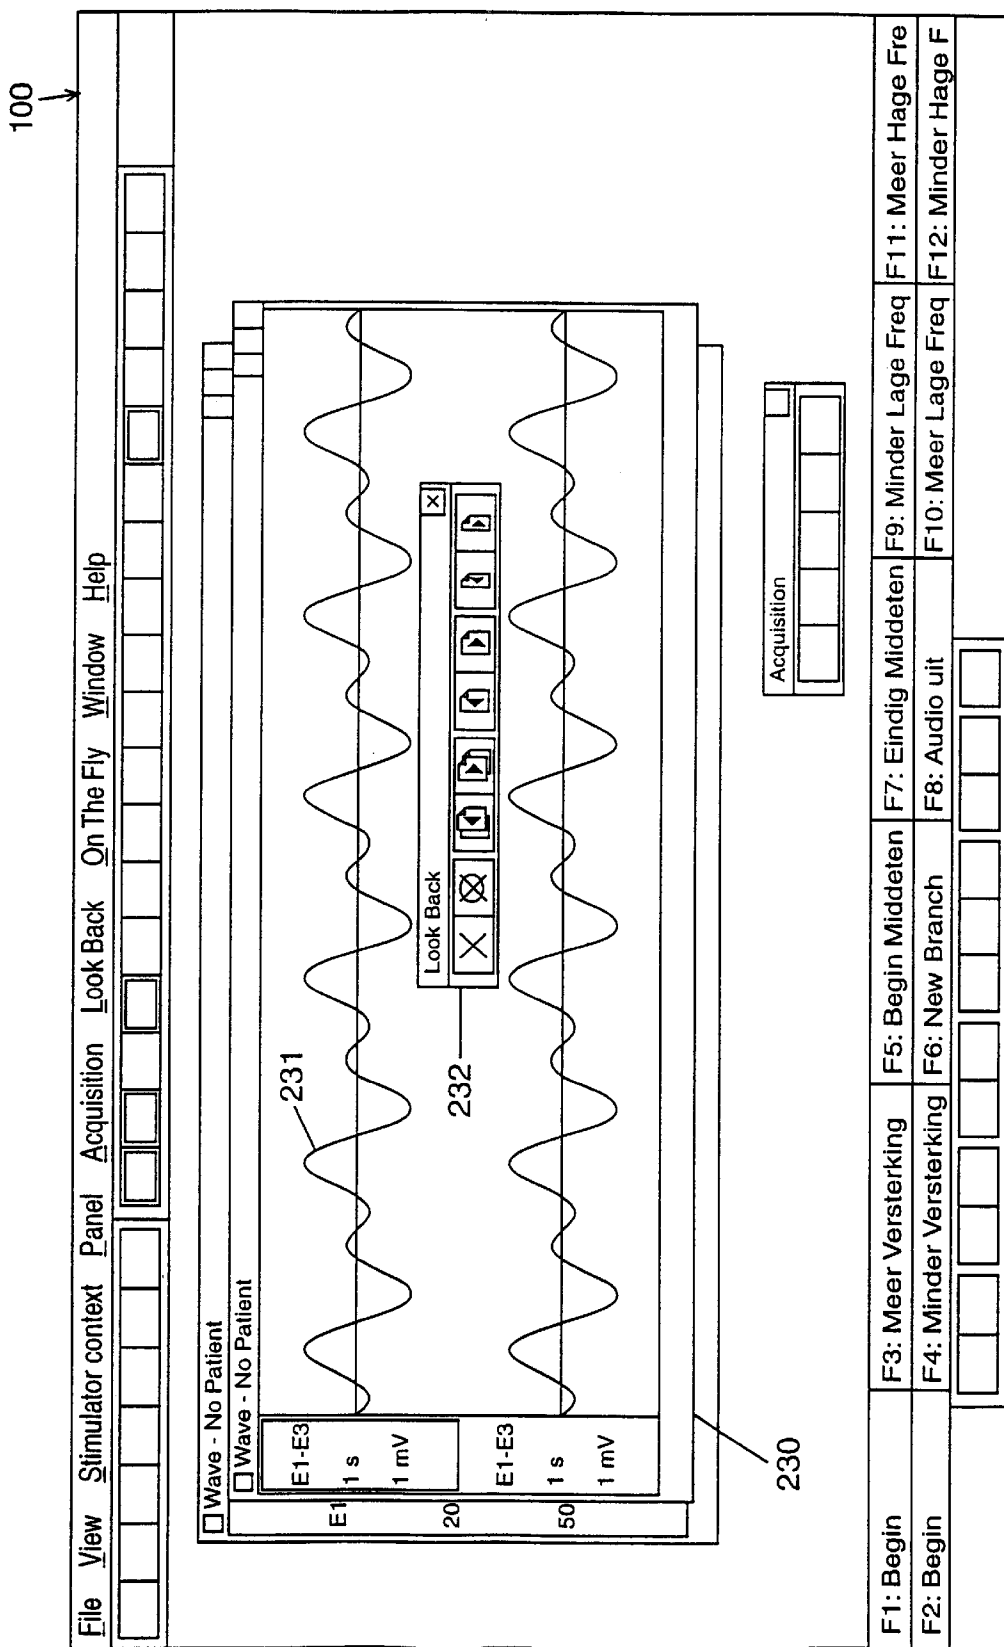 100
File View Stimulator context Panel Acquisition Look Back On The Fly Window Help
Wave - No Patient
Wave - No Patient
E1
20
50
E1-E3
1 s
1 mV
E1-E3
1 s
1 mV
231
Look Back
232
230
Acquisition
F1: Begin F3: Meer Versterking F5: Begin Middeten F7: Eindig Middeten F9: Minder Lage Freq F11: Meer Hage Fre
F2: Begin F4: Minder Versterking F6: New Branch F8: Audio uit F10: Meer Lage Freq F12: Minder Hage F